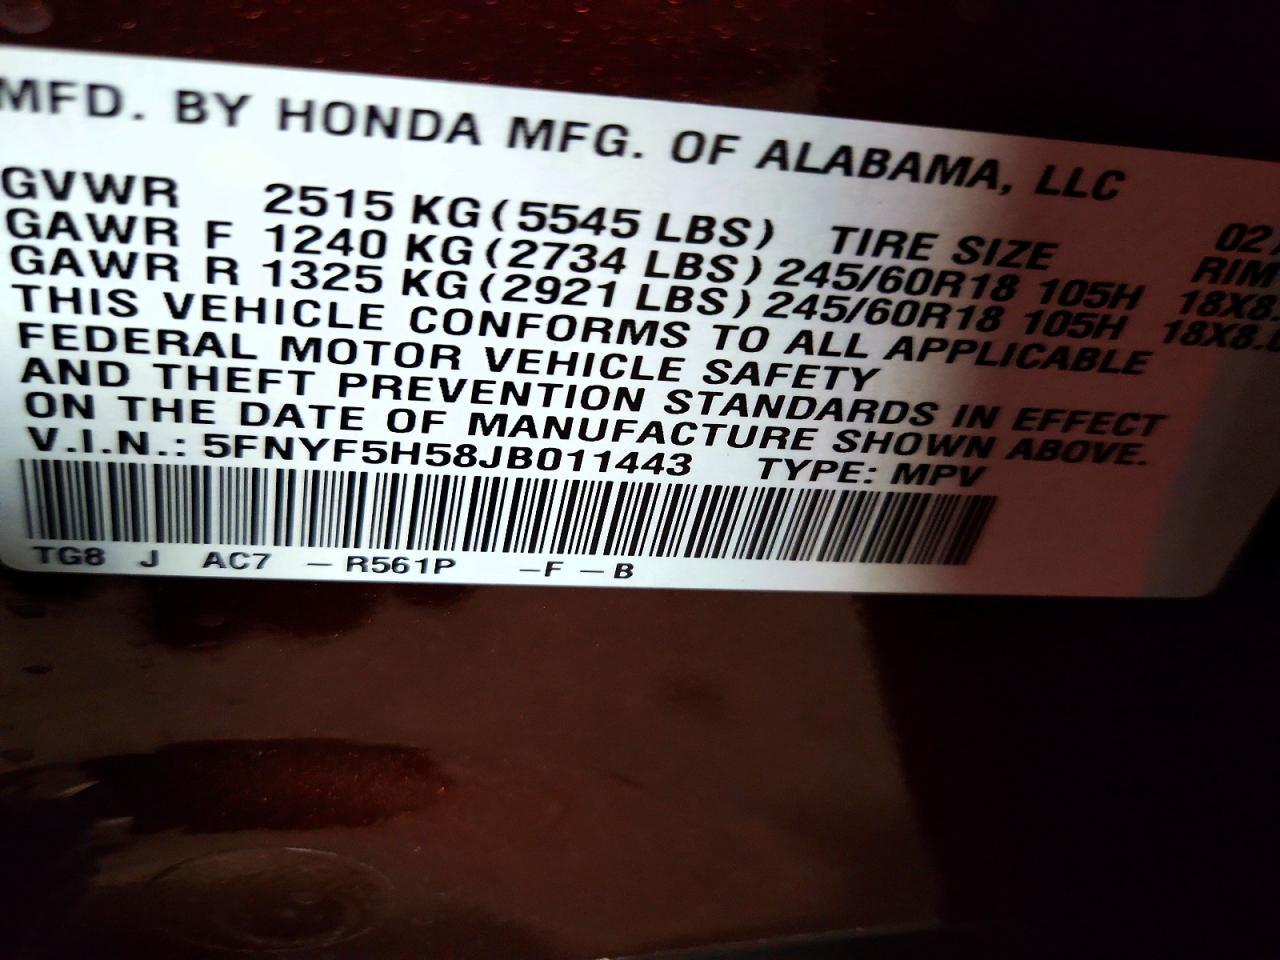 MFD. BY HONDA MFG. OF ALABAMA, LLC
GVWR 2515 KG (5545 LBS) TIRE SIZE RIM
GAWR F 1240 KG (2734 LBS) 245/60R18 105H 18X8.
GAWR R 1325 KG (2921 LBS) 245/60R18 105H 18X8.
THIS VEHICLE CONFORMS TO ALL APPLICABLE
FEDERAL MOTOR VEHICLE SAFETY
AND THEFT PREVENTION STANDARDS IN EFFECT
ON THE DATE OF MANUFACTURE SHOWN ABOVE.
V.I.N.: 5FNYF5H58JB011443 TYPE: MPV
TG8 J AC7 – R561P –F – B